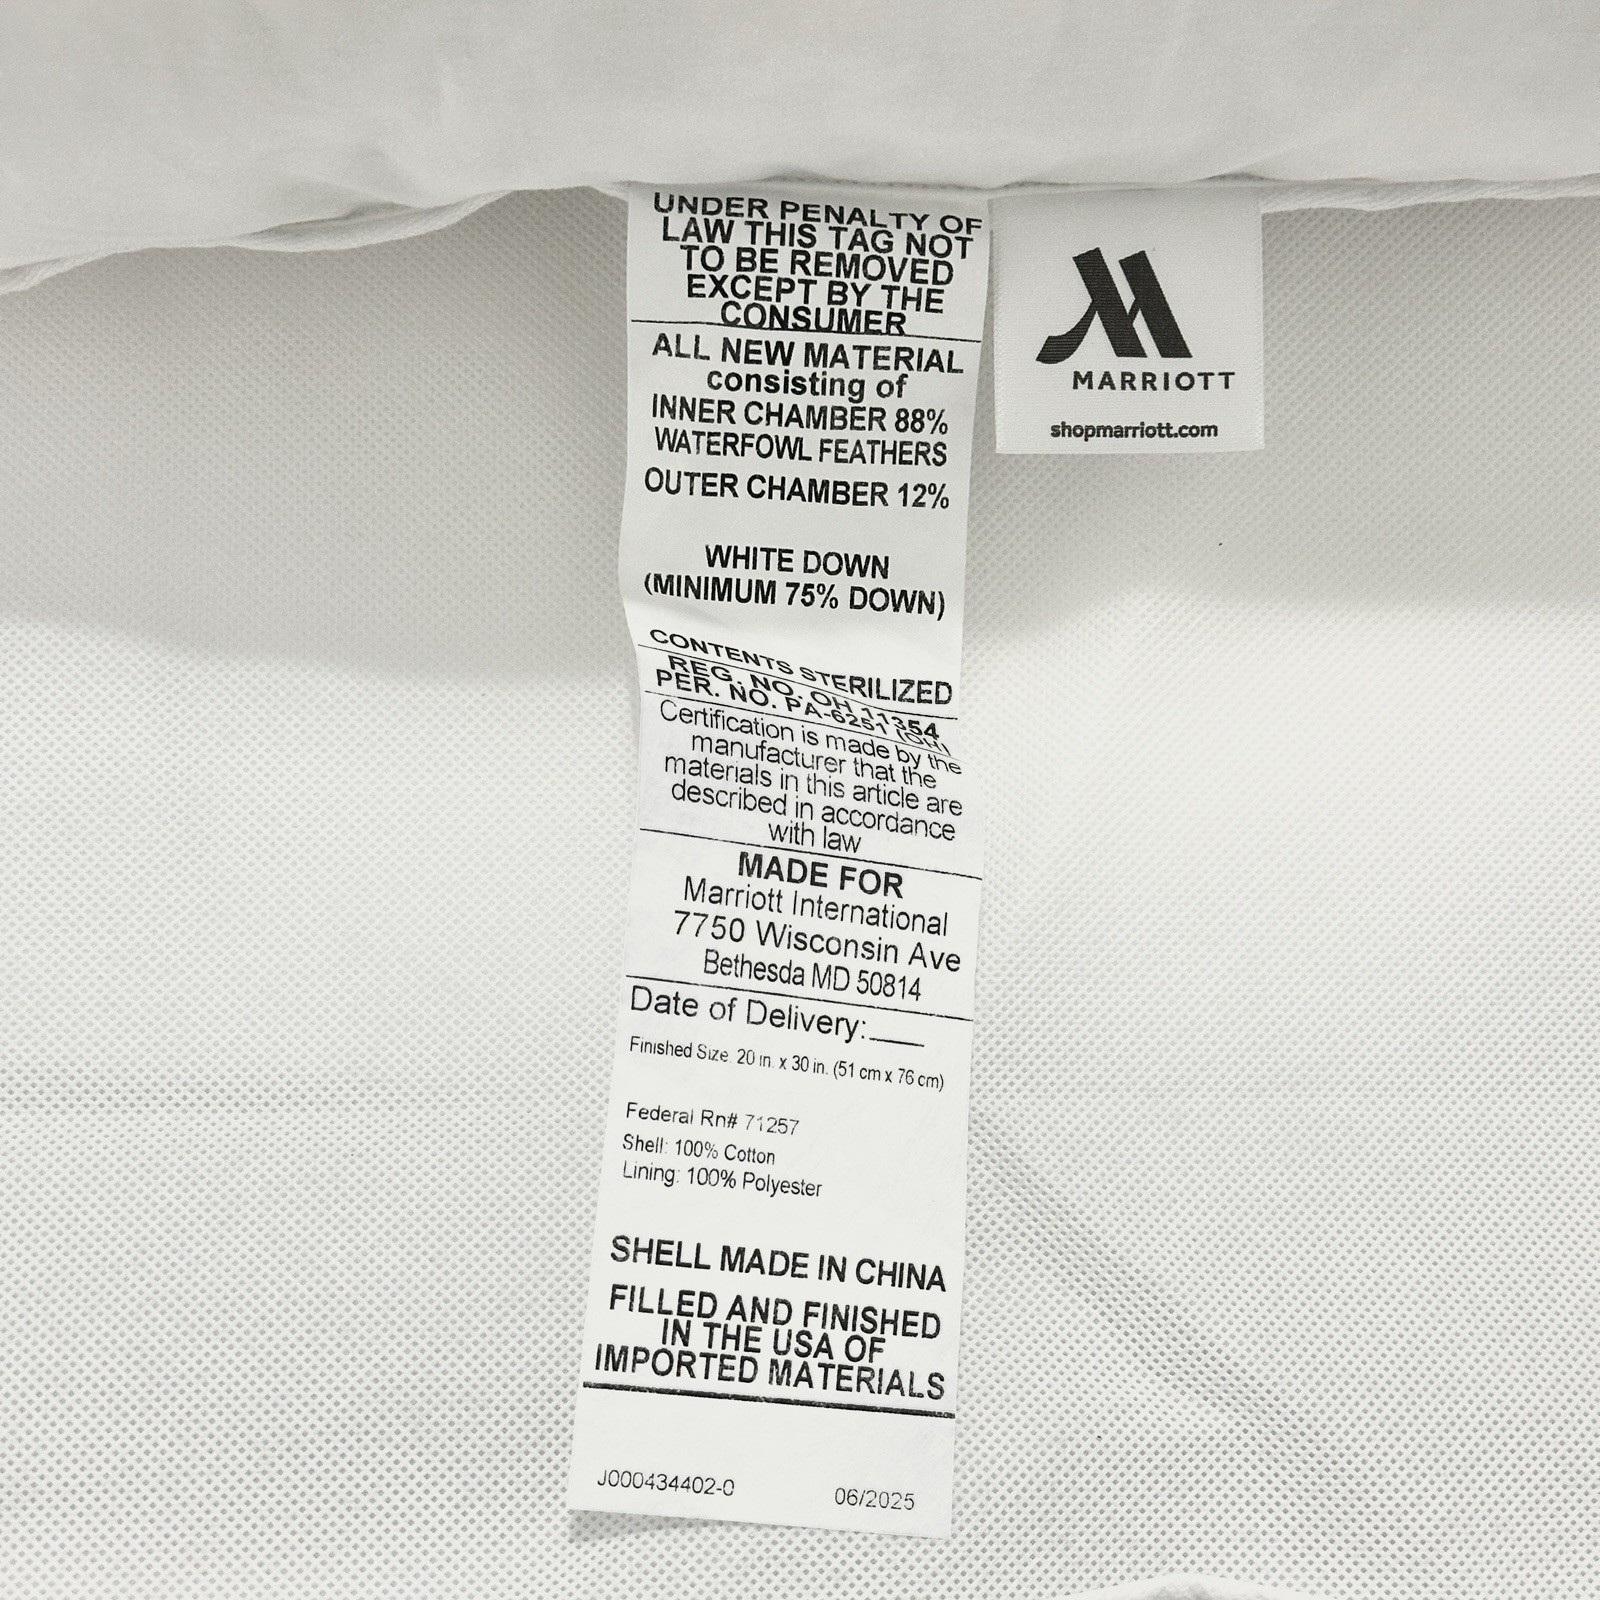 UNDER PENALTY OF
LAW THIS TAG NOT
TO BE REMOVED
EXCEPT BY THE
CONSUMER
ALL NEW MATERIAL
consisting of
INNER CHAMBER 88%
WATERFOWL FEATHERS
OUTER CHAMBER 12%
WHITE DOWN
(MINIMUM 75% DOWN)
CONTENTS STERILIZED
REG. NO. OH 11354
PER. NO. PA-6251 (OH)
Certification is made by the
manufacturer that the
materials in this article are
described in accordance
with law
MADE FOR
Marriott International
7750 Wisconsin Ave
Bethesda MD 50814
Date of Delivery:___
Finished Size: 20 in. x 30 in. (51 cm x 76 cm)
Federal Rn# 71257
Shell: 100% Cotton
Lining: 100% Polyester
SHELL MADE IN CHINA
FILLED AND FINISHED
IN THE USA OF
IMPORTED MATERIALS
J000434402-0 06/2025
MARRIOTT
shopmarriott.com